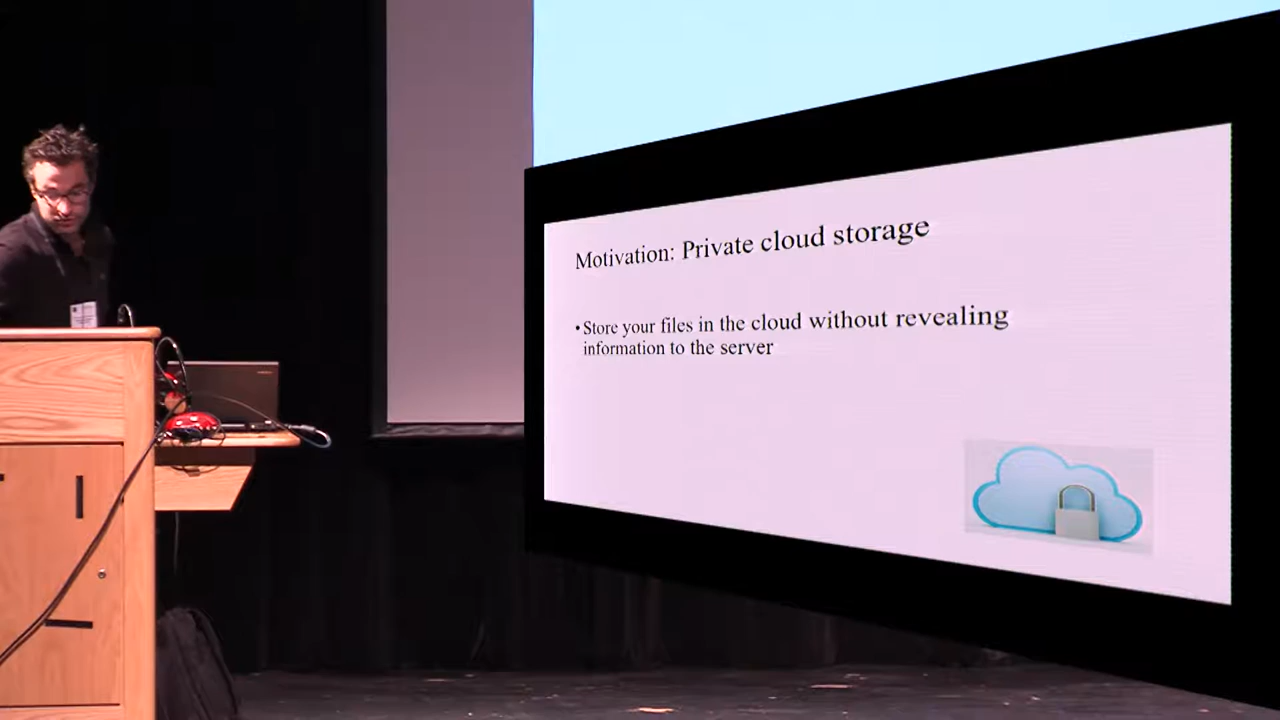 Motivation: Private cloud storage
• Store your files in the cloud without revealing
information to the server